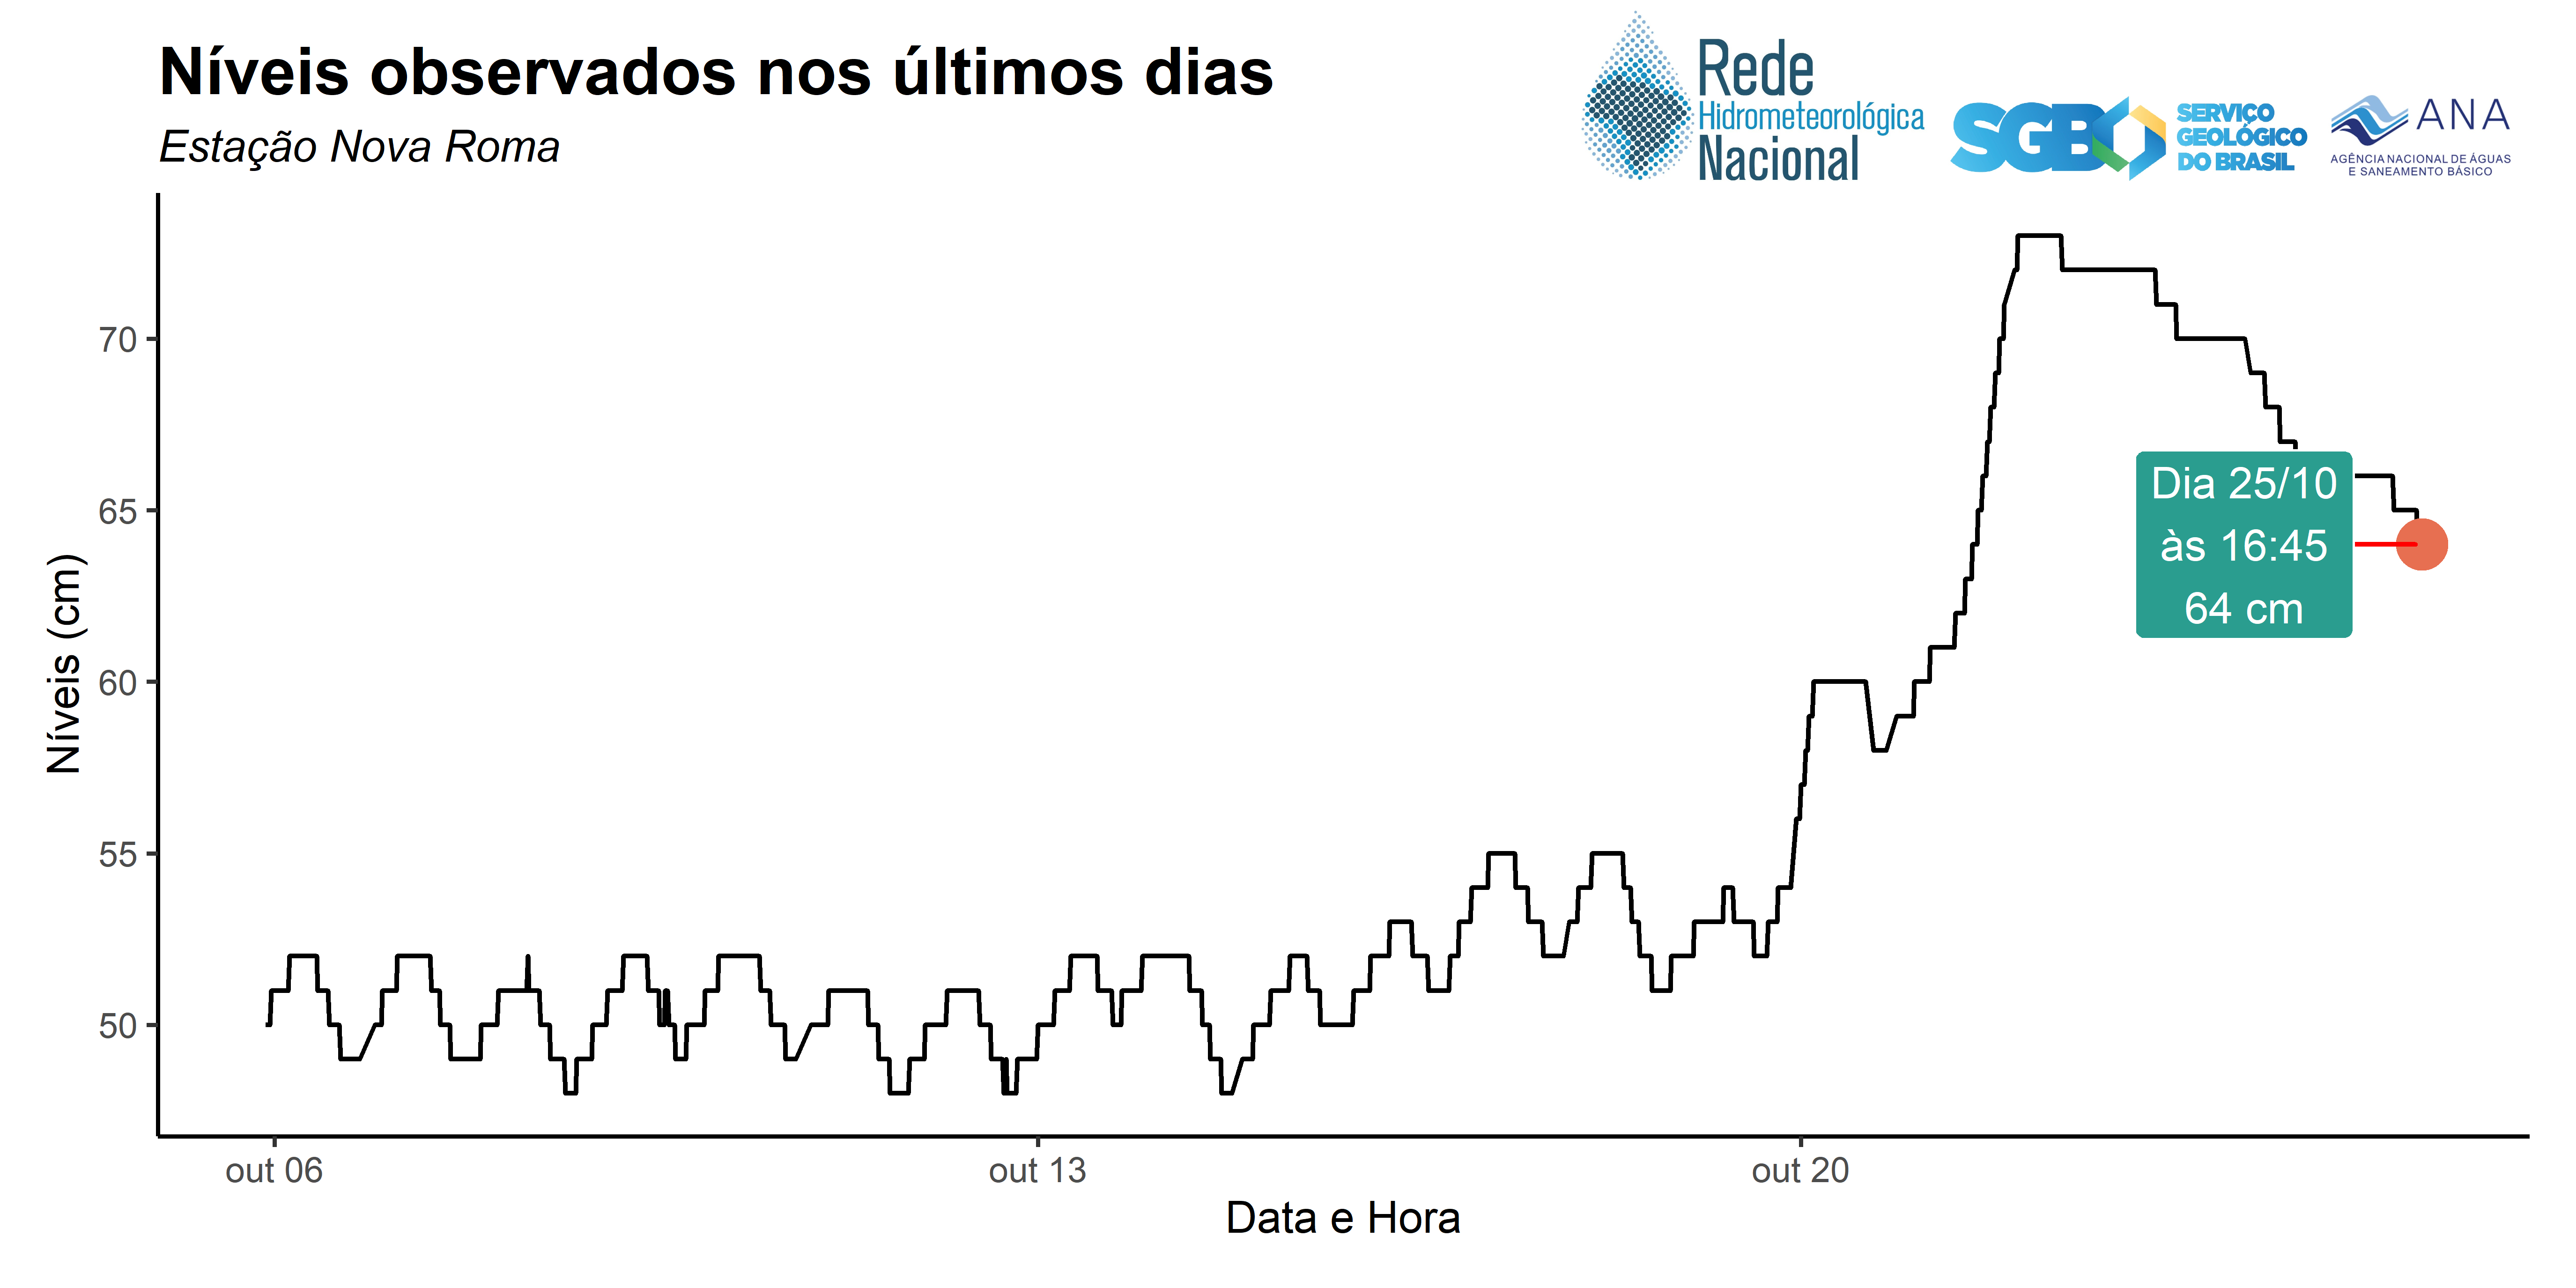 Níveis observados nos últimos dias
Estação Nova Roma
Rede
Hidrometeorológica
Nacional
SGB
SERVIÇO
GEOLÓGICO
DO BRASIL
ANA
AGÊNCIA NACIONAL DE ÁGUAS
E SANEAMENTO BÁSICO
Níveis (cm)
70
65
60
55
50
Dia 25/10
às 16:45
64 cm
out 06
out 13
out 20
Data e Hora